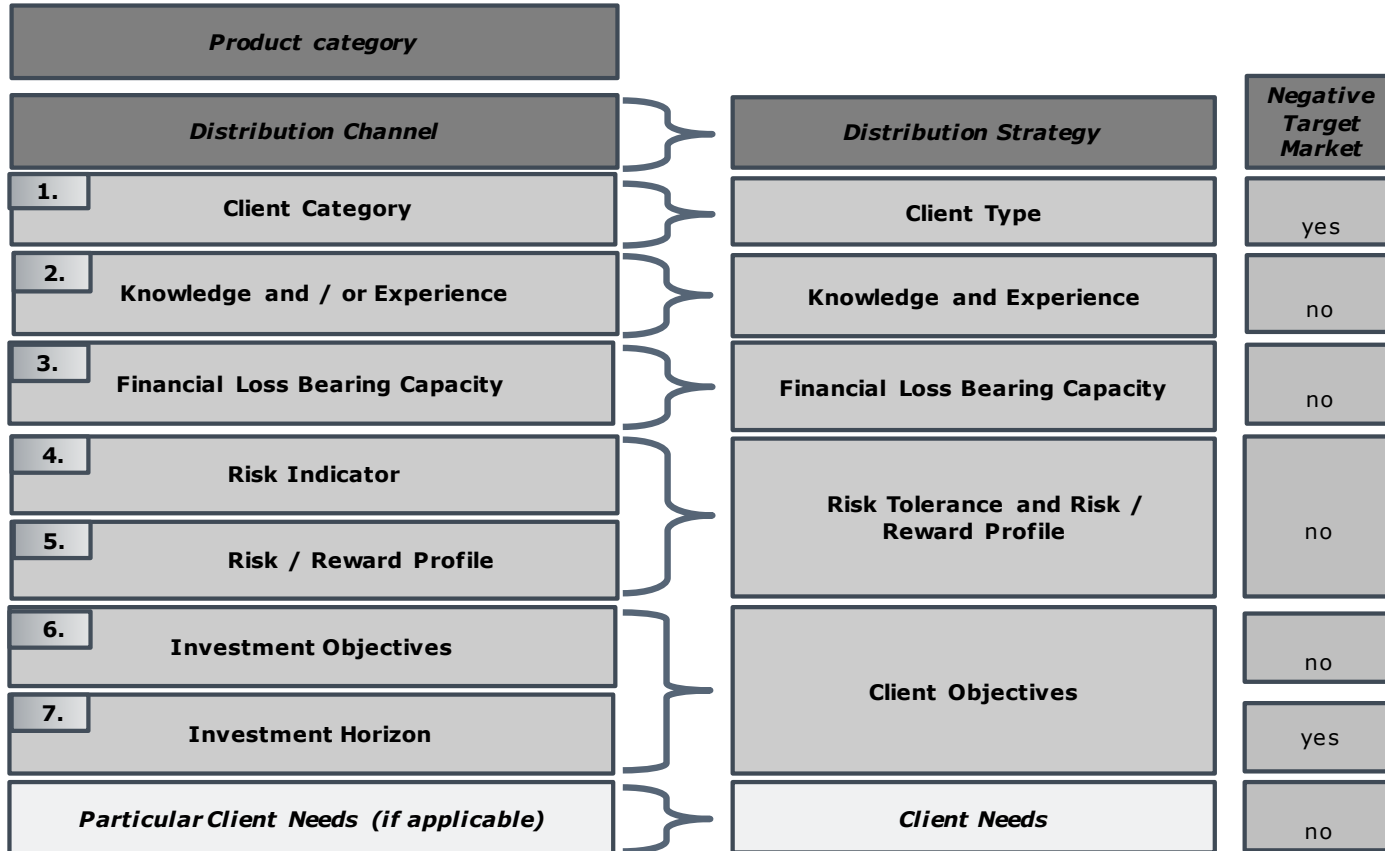 Product category
Distribution Channel
Distribution Strategy
Negative
Target
Market
1.
Client Category
Client Type
yes
2.
Knowledge and / or Experience
Knowledge and Experience
no
3.
Financial Loss Bearing Capacity
Financial Loss Bearing Capacity
no
4.
Risk Indicator
5.
Risk / Reward Profile
Risk Tolerance and Risk /
Reward Profile
no
6.
Investment Objectives
7.
Investment Horizon
Client Objectives
no
yes
Particular Client Needs (if applicable)
Client Needs
no